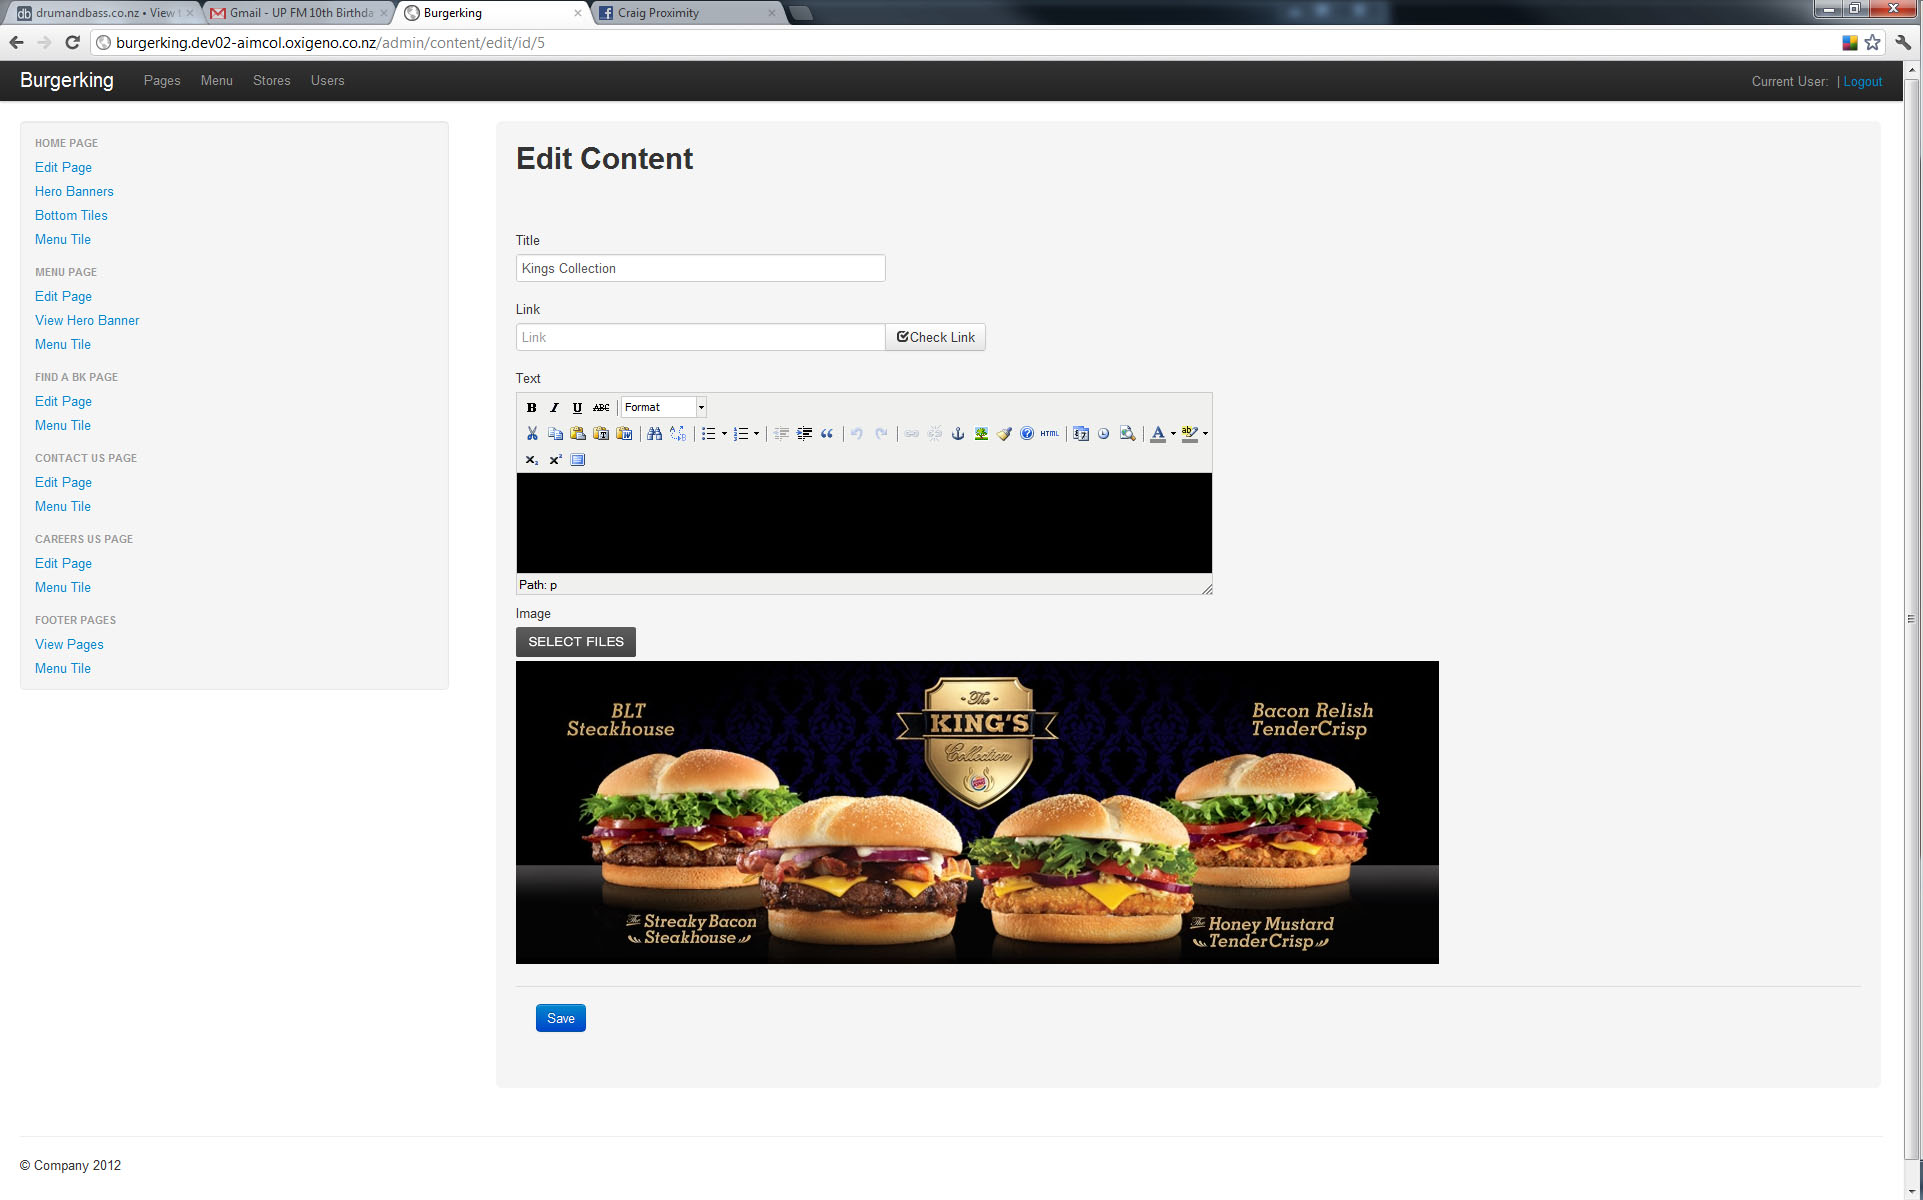 drumandbass.co.nz • View t
Gmail - UP FM 10th Birthda
Burgerking
Craig Proximity
burgerking.dev02-aimcol.oxigeno.co.nz/admin/content/edit/id/5
Burgerking Pages Menu Stores Users
Current User: | Logout
HOME PAGE
Edit Page
Hero Banners
Bottom Tiles
Menu Tile
MENU PAGE
Edit Page
View Hero Banner
Menu Tile
FIND A BK PAGE
Edit Page
Menu Tile
CONTACT US PAGE
Edit Page
Menu Tile
CAREERS US PAGE
Edit Page
Menu Tile
FOOTER PAGES
View Pages
Menu Tile
Edit Content
Title
Kings Collection
Link
Link
Check Link
Text
B I U ABC Format
HTML
Path: p
Image
SELECT FILES
BLT
Steakhouse
The
KING'S
Collection
Bacon Relish
TenderCrisp
The Streaky Bacon
Steakhouse
The Honey Mustard
TenderCrisp
Save
© Company 2012